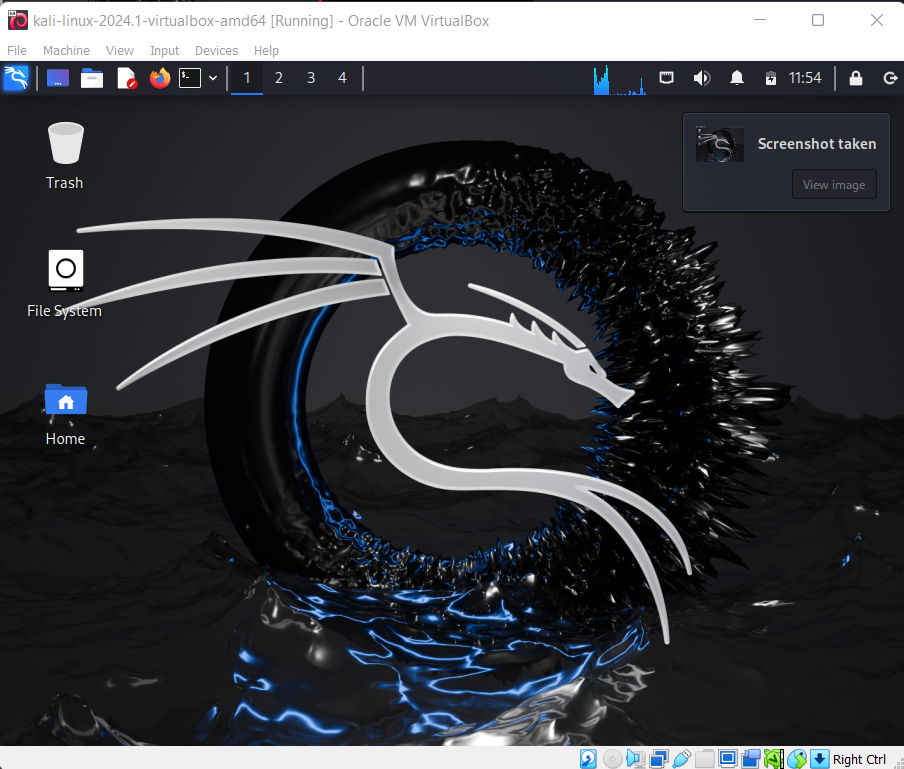 kali-linux-2024.1-virtualbox-amd64 [Running] - Oracle VM VirtualBox
File Machine View Input Devices Help
1 2 3 4 11:54
Trash
Screenshot taken
View image
File System
Home
Right Ctrl